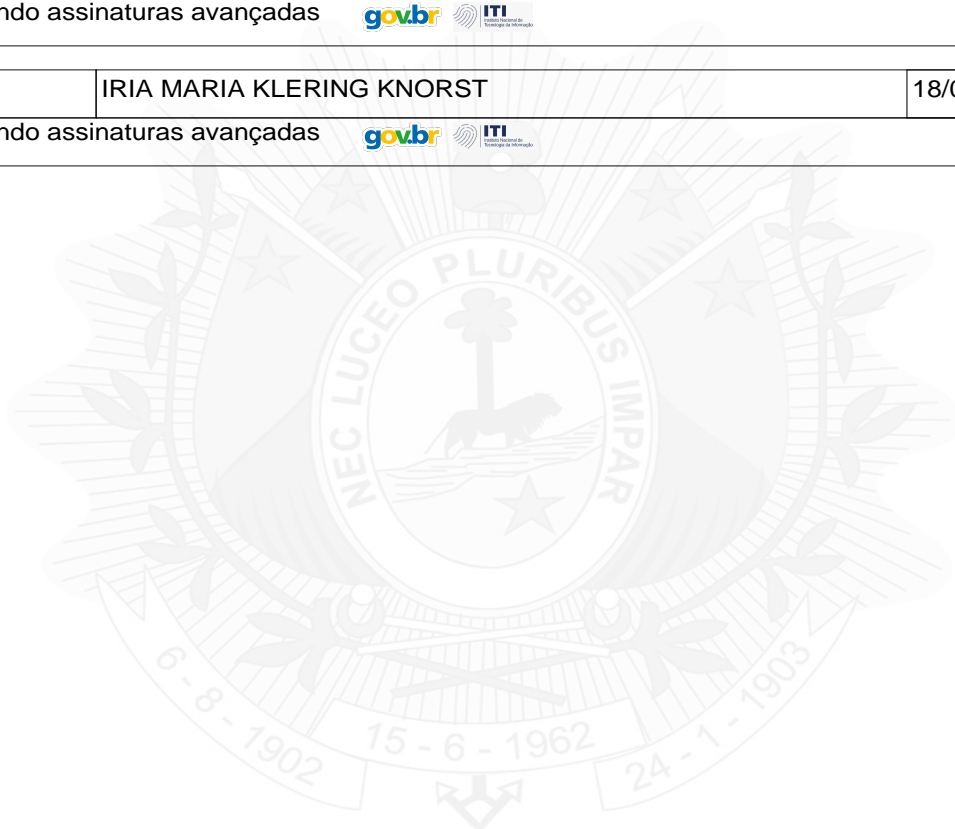 ndo assinaturas avançadas gov.br ITI
IRIA MARIA KLERING KNORST 18/0
ndo assinaturas avançadas gov.br ITI
NEC LUCEO PLURIBUS IMPAR
6 - 8 - 1902
15 - 6 - 1962
24 - 1 - 1903